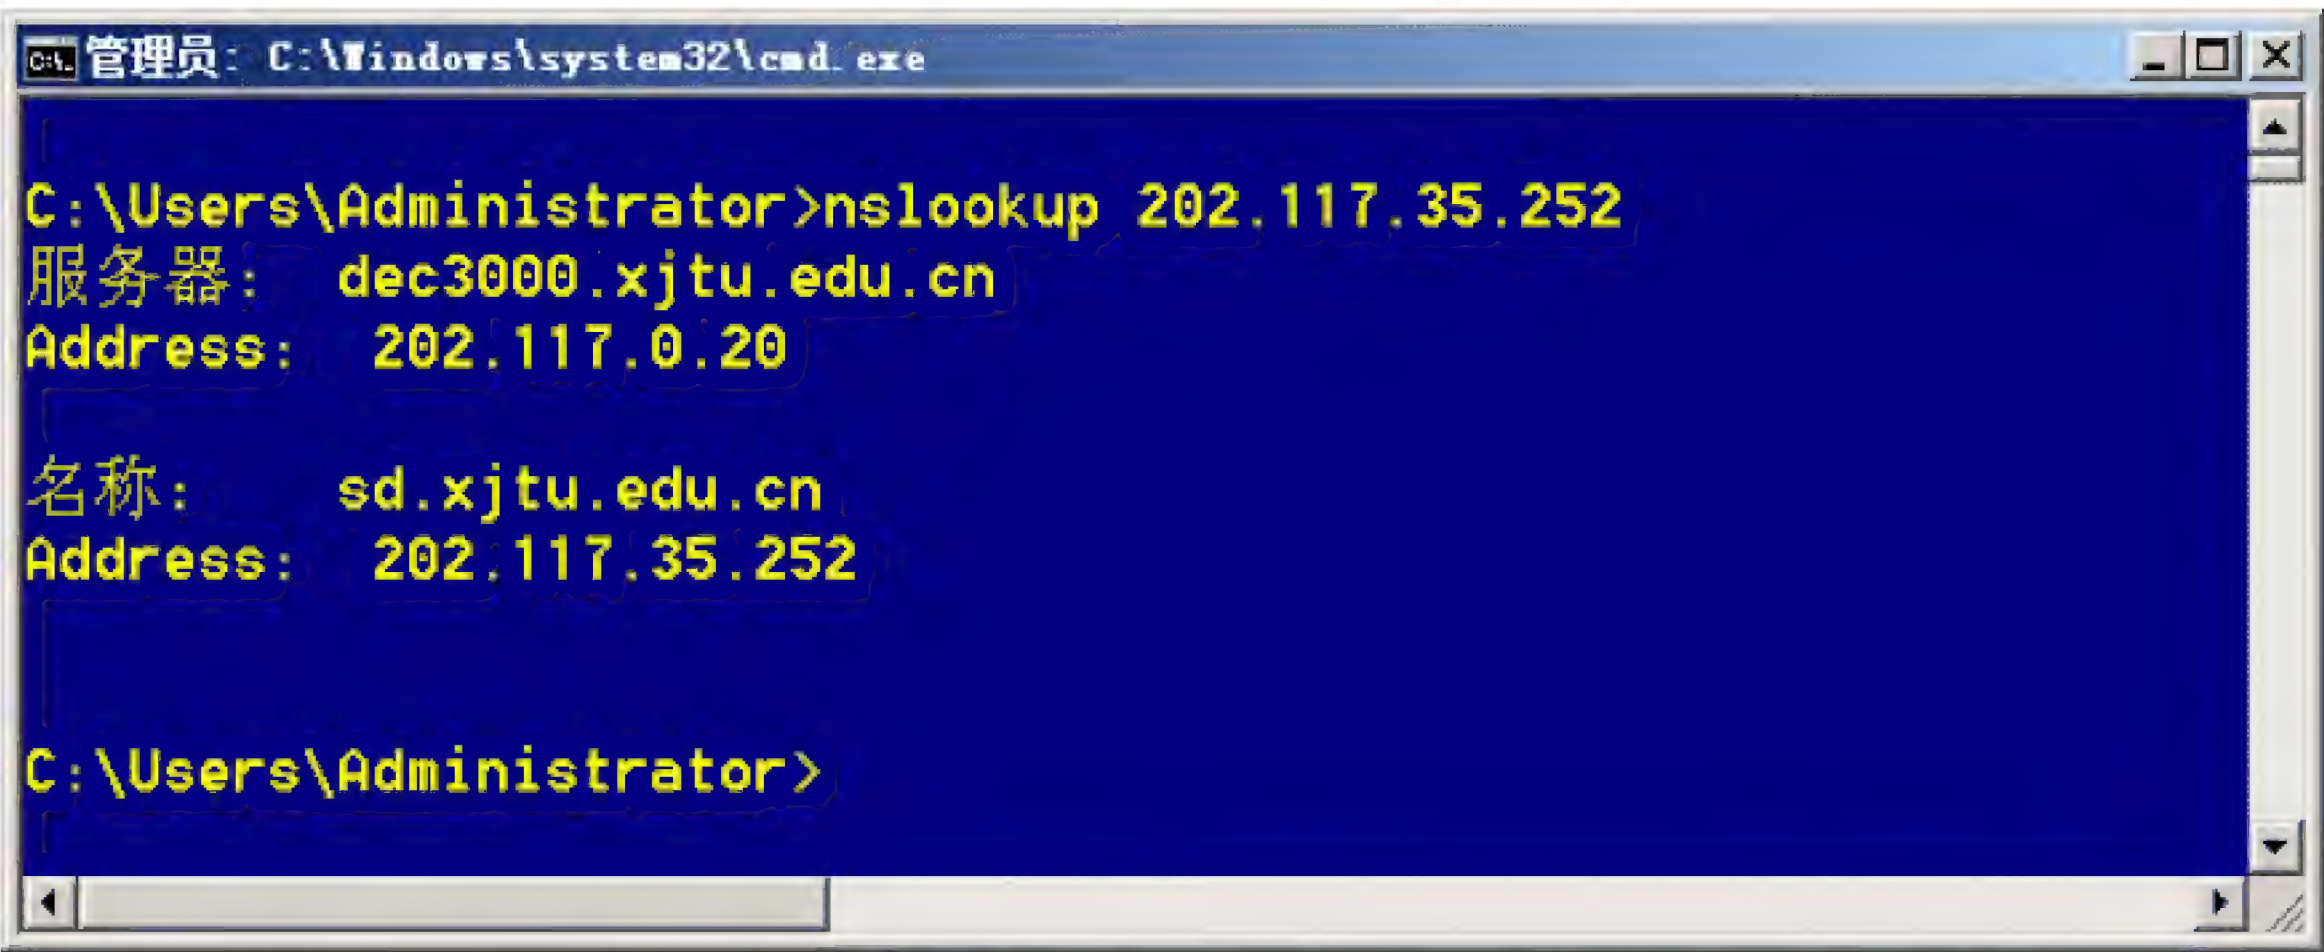 管理员: C:\Windows\system32\cmd.exe
C:\Users\Administrator>nslookup 202.117.35.252
服务器:  dec3000.xjtu.edu.cn
Address:  202.117.0.20
名称:    sd.xjtu.edu.cn
Address:  202.117.35.252
C:\Users\Administrator>